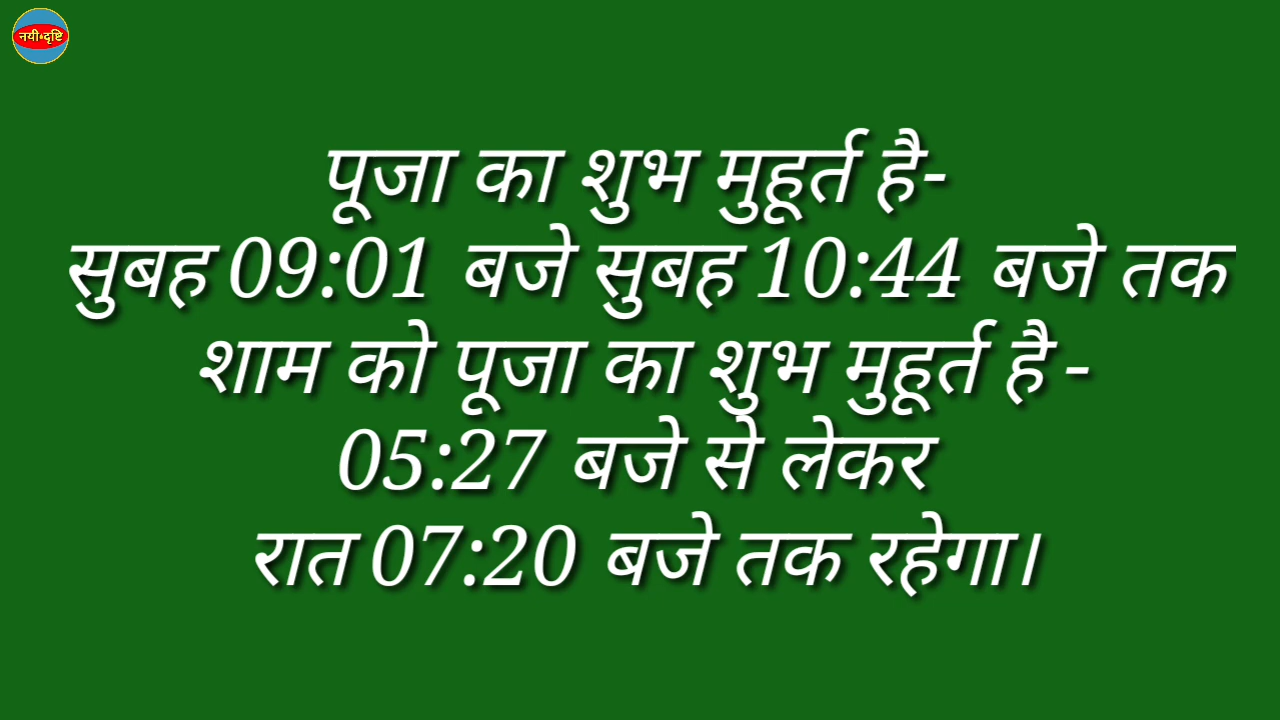 नयी दृष्टि
पूजा का शुभ मुहूर्त है-
सुबह 09:01 बजे सुबह 10:44 बजे तक
शाम को पूजा का शुभ मुहूर्त है -
05:27 बजे से लेकर
रात 07:20 बजे तक रहेगा।